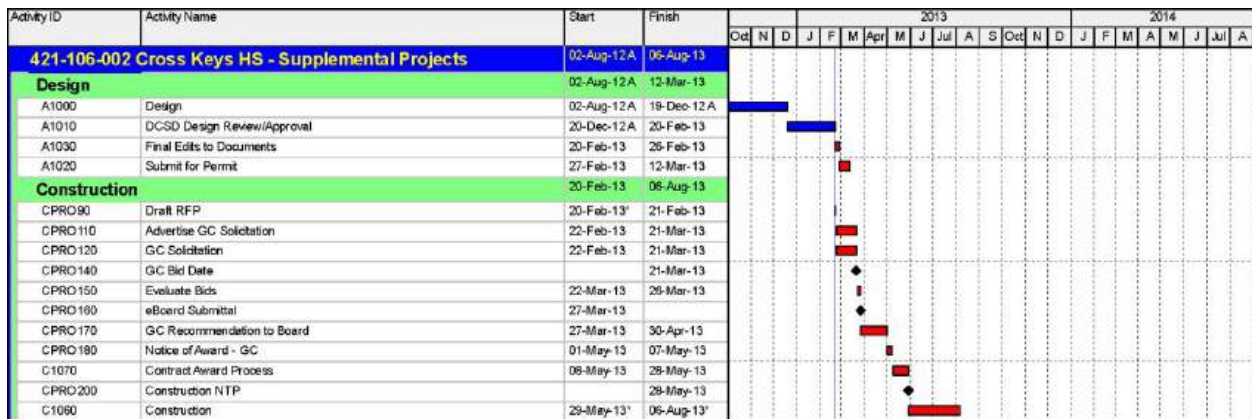 Activity ID Activity Name Start Finish 2013 2014
Oct N D J F M Apr M J Jul A S Oct N D J F M A M J Jul A
421-106-002 Cross Keys HS - Supplemental Projects 02-Aug-12 A 06-Aug-13
Design 02-Aug-12 A 12-Mar-13
A1000 Design 02-Aug-12 A 19-Dec-12 A
A1010 DCSD Design Review/Approval 20-Dec-12 A 20-Feb-13
A1030 Final Edits to Documents 20-Feb-13 26-Feb-13
A1020 Submit for Permit 27-Feb-13 12-Mar-13
Construction 20-Feb-13 06-Aug-13
CPRO90 Draft RFP 20-Feb-13* 21-Feb-13
CPRO110 Advertise GC Solicitation 22-Feb-13 21-Mar-13
CPRO120 GC Solicitation 22-Feb-13 21-Mar-13
CPRO140 GC Bid Date 21-Mar-13
CPRO150 Evaluate Bids 22-Mar-13 26-Mar-13
CPRO160 eBoard Submittal 27-Mar-13
CPRO170 GC Recommendation to Board 27-Mar-13 30-Apr-13
CPRO180 Notice of Award - GC 01-May-13 07-May-13
C1070 Contract Award Process 08-May-13 28-May-13
CPRO200 Construction NTP 28-May-13
C1060 Construction 29-May-13* 06-Aug-13*